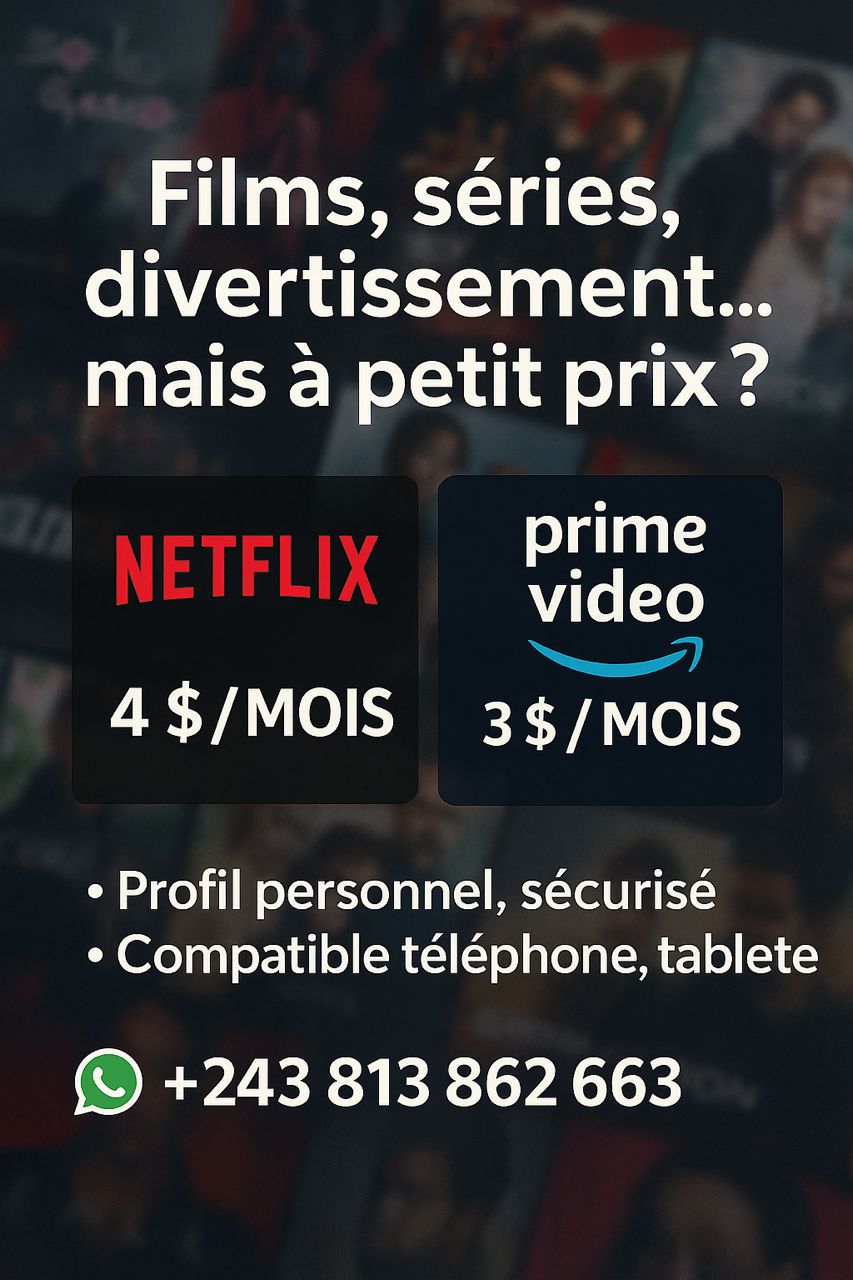 Films, séries,
divertissement...
mais à petit prix ?
NETFLIX
4 $/MOIS
prime
video
3 $/MOIS
• Profil personnel, sécurisé
• Compatible téléphone, tablete
+243 813 862 663